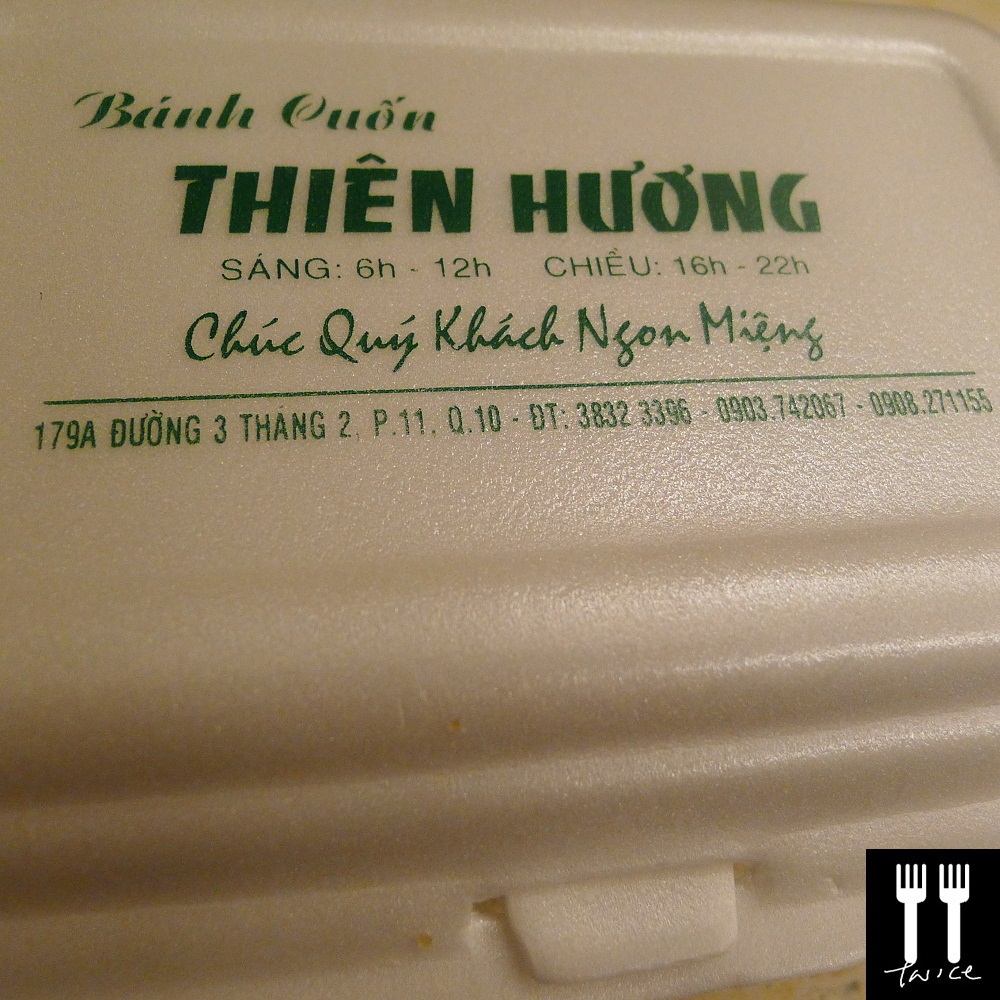 Bánh Cuốn
THIÊN HƯƠNG
SÁNG: 6h - 12h CHIỀU: 16h - 22h
Chúc Quý Khách Ngon Miệng
179A ĐƯỜNG 3 THÁNG 2, P.11. Q.10 - ĐT: 3832 3396 - 0903.742067 - 0908.271155
twice